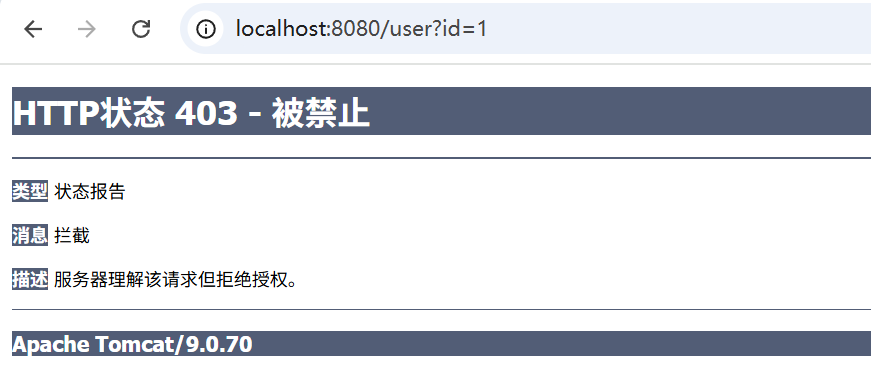 localhost:8080/user?id=1
HTTP状态 403 - 被禁止
类型 状态报告
消息 拦截
描述 服务器理解该请求但拒绝授权。
Apache Tomcat/9.0.70